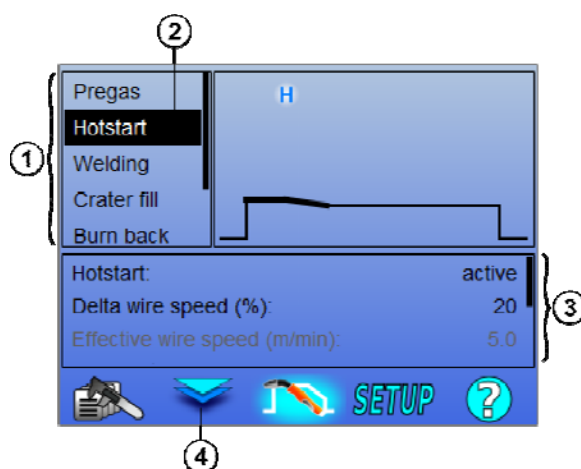 2
Pregas
H
Hotstart
1
Welding
Crater fill
Burn back
Hotstart: active
Delta wire speed (%): 20
3
Effective wire speed (m/min): 5.0
SETUP ?
4